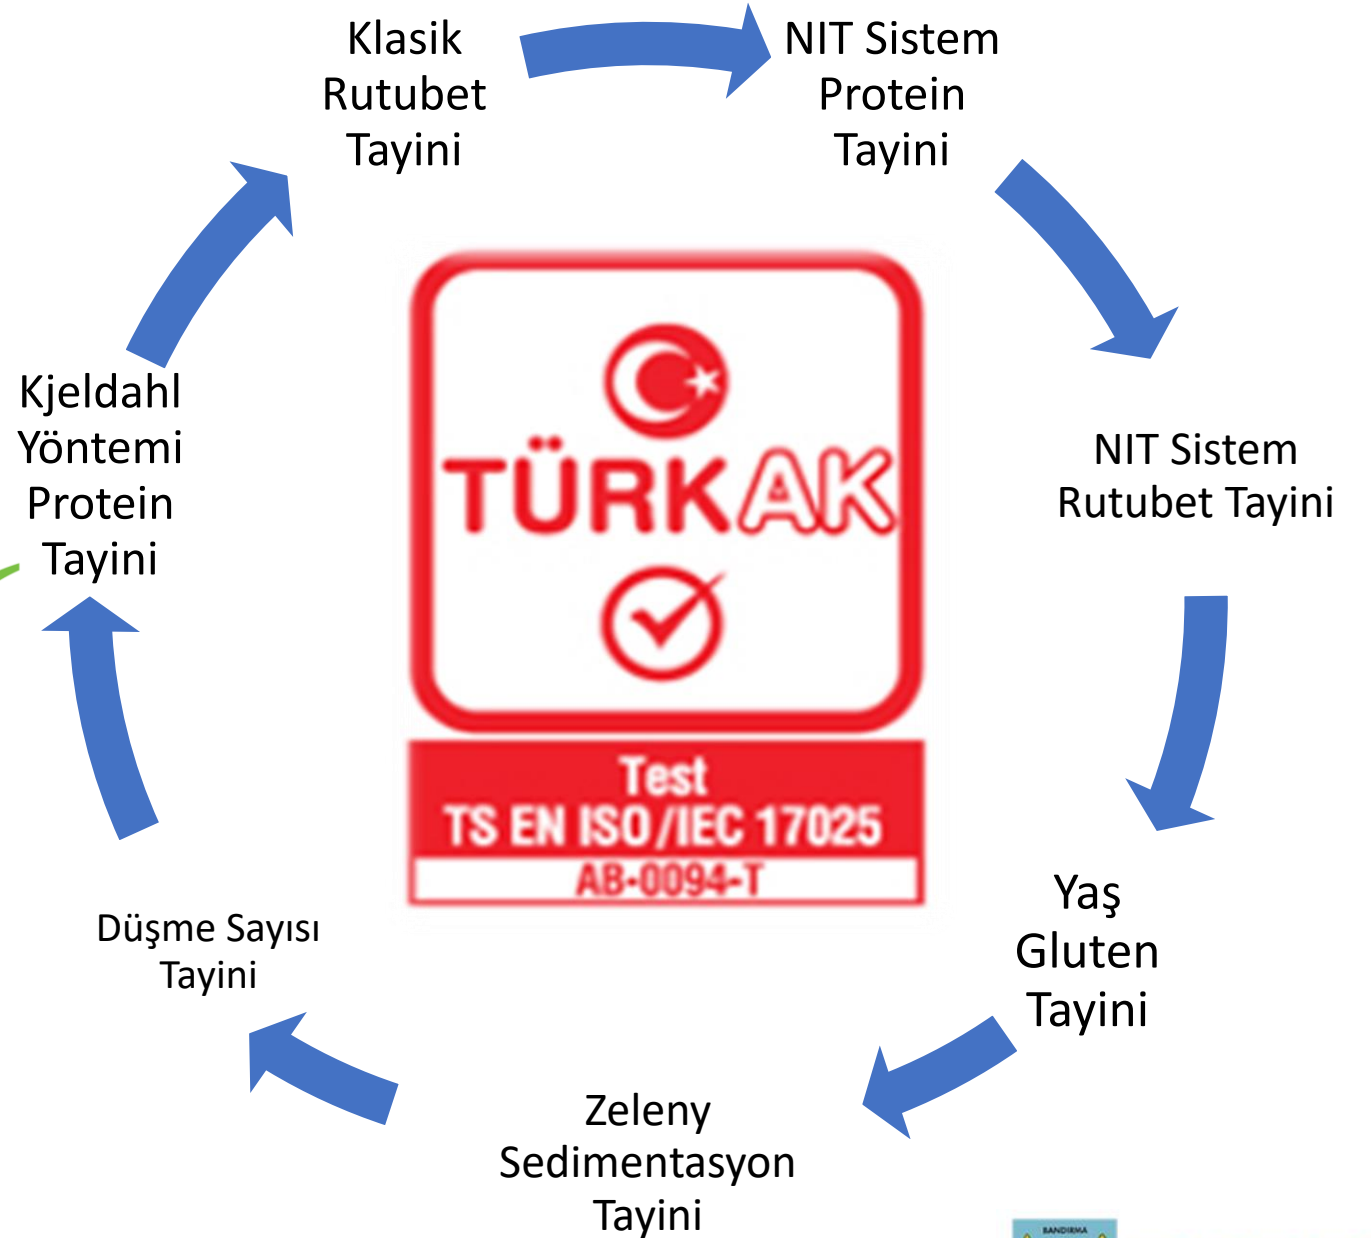 Klasik
Rutubet
Tayini
NIT Sistem
Protein
Tayini
NIT Sistem
Rutubet Tayini
Yaş
Gluten
Tayini
Zeleny
Sedimentasyon
Tayini
Düşme Sayısı
Tayini
Kjeldahl
Yöntemi
Protein
Tayini
TÜRKAK
Test
TS EN ISO/IEC 17025
AB-0094-T
BANDIRMA